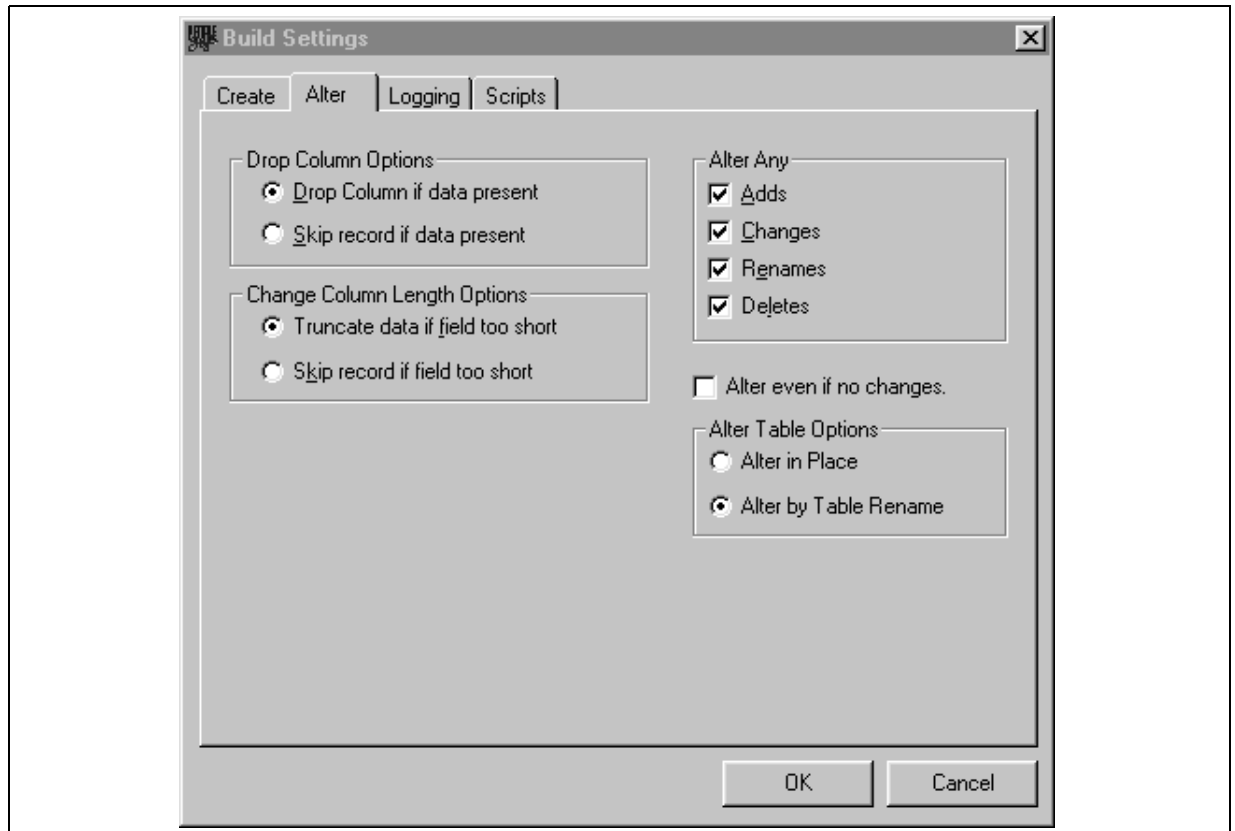 Build Settings
Create
Alter
Logging
Scripts
Drop Column Options
Drop Column if data present
Skip record if data present
Change Column Length Options
Truncate data if field too short
Skip record if field too short
Alter Any
Adds
Changes
Renames
Deletes
Alter even if no changes.
Alter Table Options
Alter in Place
Alter by Table Rename
OK
Cancel